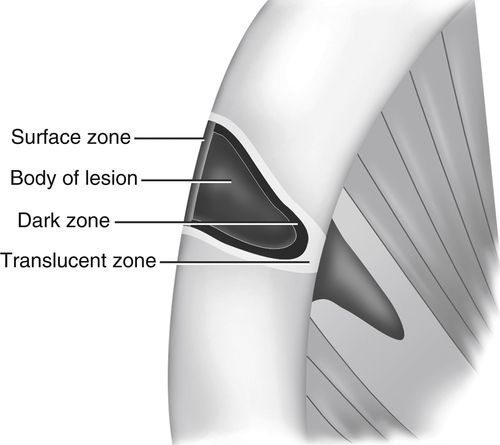 Surface zone
Body of lesion
Dark zone
Translucent zone